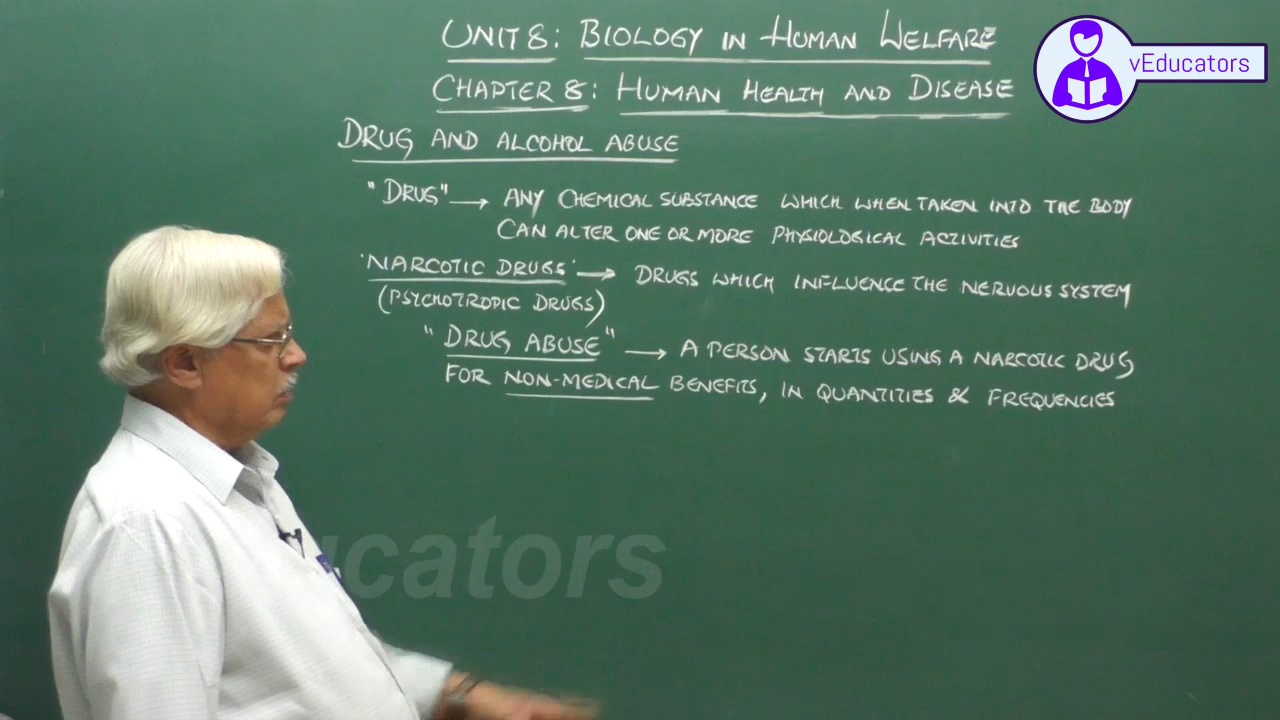 UNIT 8: BIOLOGY IN HUMAN WELFARE
vEducators
CHAPTER 8: HUMAN HEALTH AND DISEASE
DRUG AND ALCOHOL ABUSE
"DRUG" → ANY CHEMICAL SUBSTANCE WHICH WHEN TAKEN INTO THE BODY
CAN ALTER ONE OR MORE PHYSIOLOGICAL ACTIVITIES
'NARCOTIC DRUGS' → DRUGS WHICH INFLUENCE THE NERVOUS SYSTEM
(PSYCHOTROPIC DRUGS)
"DRUG ABUSE" → A PERSON STARTS USING A NARCOTIC DRUG
FOR NON-MEDICAL BENEFITS, IN QUANTITIES & FREQUENCIES
ucators